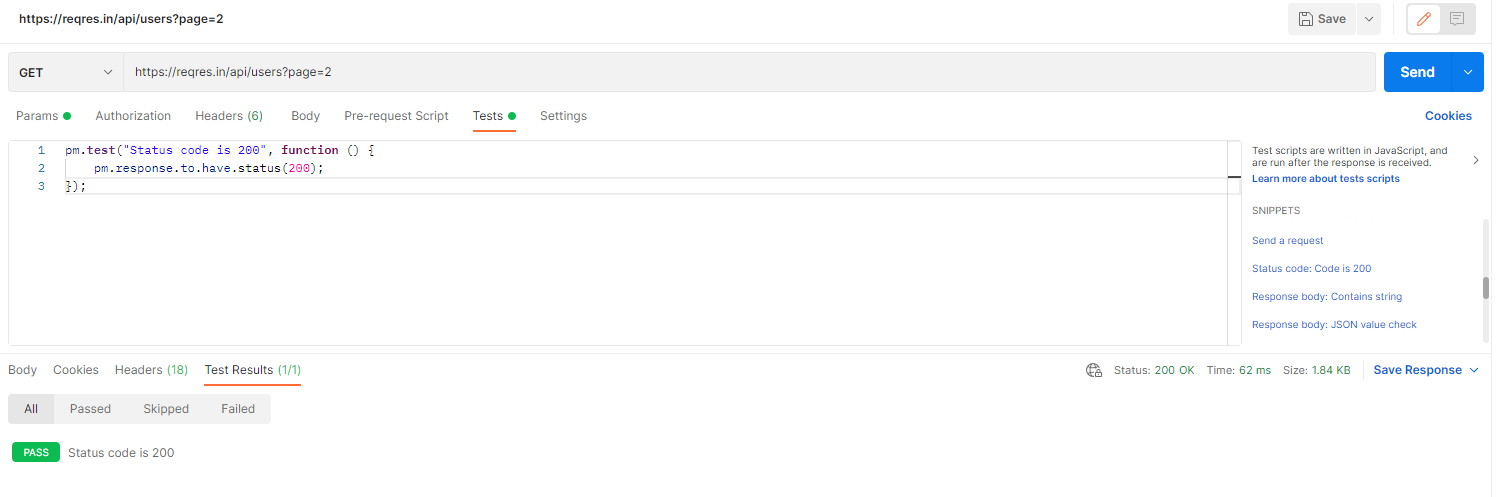 https://reqres.in/api/users?page=2
Save
GET
https://reqres.in/api/users?page=2
Send
Params Authorization Headers (6) Body Pre-request Script Tests Settings Cookies
1 pm.test("Status code is 200", function () {
2 pm.response.to.have.status(200);
3 });
Test scripts are written in JavaScript, and
are run after the response is received.
Learn more about tests scripts
SNIPPETS
Send a request
Status code: Code is 200
Response body: Contains string
Response body: JSON value check
Body Cookies Headers (18) Test Results (1/1) Status: 200 OK Time: 62 ms Size: 1.84 KB Save Response
All Passed Skipped Failed
PASS Status code is 200